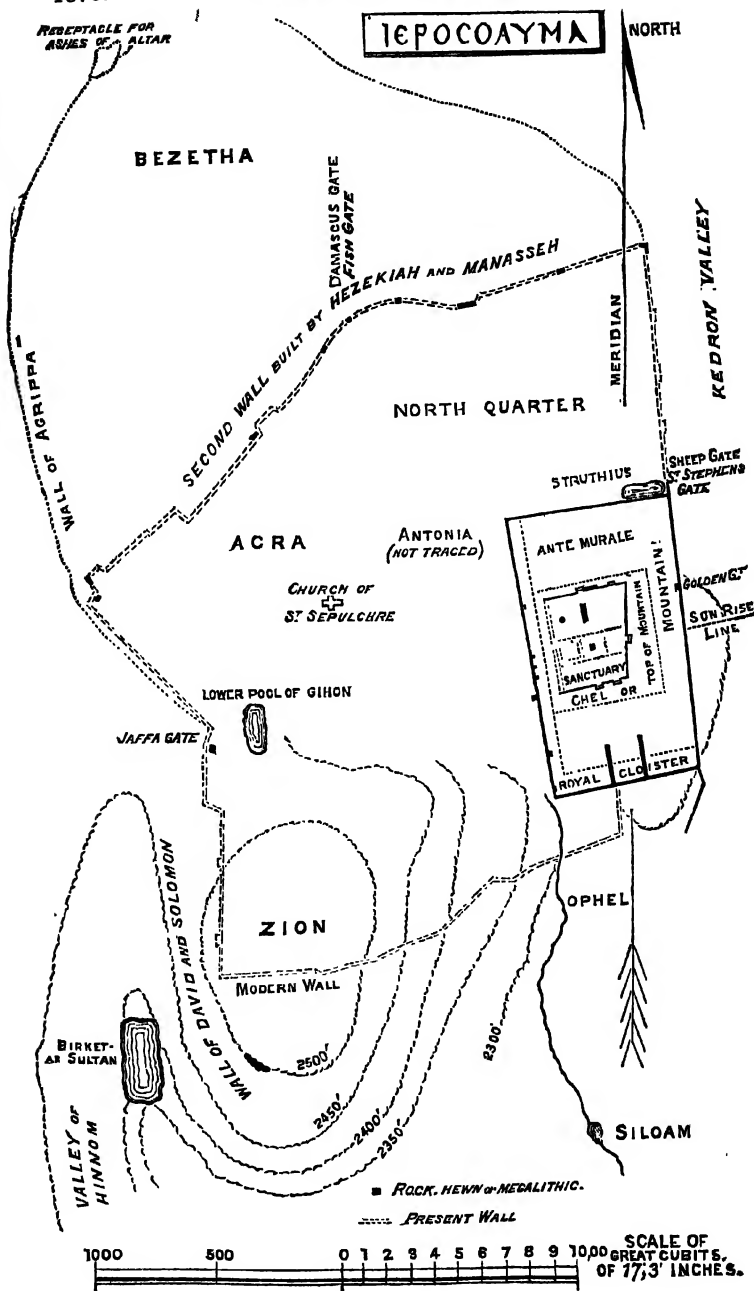 RECEPTACLE FOR
ASHES OF ALTAR
ΙЄΡΟϹΟΛΥΜΑ
NORTH
BEZETHA
DAMASCUS GATE
FISH GATE
SECOND WALL BUILT BY HEZEKIAH AND MANASSEH
KEDRON VALLEY
MERIDIAN
WALL OF AGRIPPA
NORTH QUARTER
STRUTHIUS
SHEEP GATE
ST STEPHENS
GATE
ACRA
ANTONIA
(NOT TRACED)
ANTE MURALE
CHURCH OF
ST SEPULCHRE
MOUNTAIN
GOLDEN GT
SUN RISE
LINE
SANCTUARY
CHEL OR TOP OF MOUNTAIN
LOWER POOL OF GIHON
JAFFA GATE
ROYAL CLOISTER
WALL OF DAVID AND SOLOMON
ZION
OPHEL
MODERN WALL
BIRKET-
AS SULTAN
2500'
2450'
2400'
2350'
2300'
VALLEY OF
HINNOM
SILOAM
ROCK. HEWN OR MEGALITHIC.
PRESENT WALL
1000 500 0 1 2 3 4 5 6 7 8 9 10,00
SCALE OF
GREAT CUBITS.
OF 17,3' INCHES.